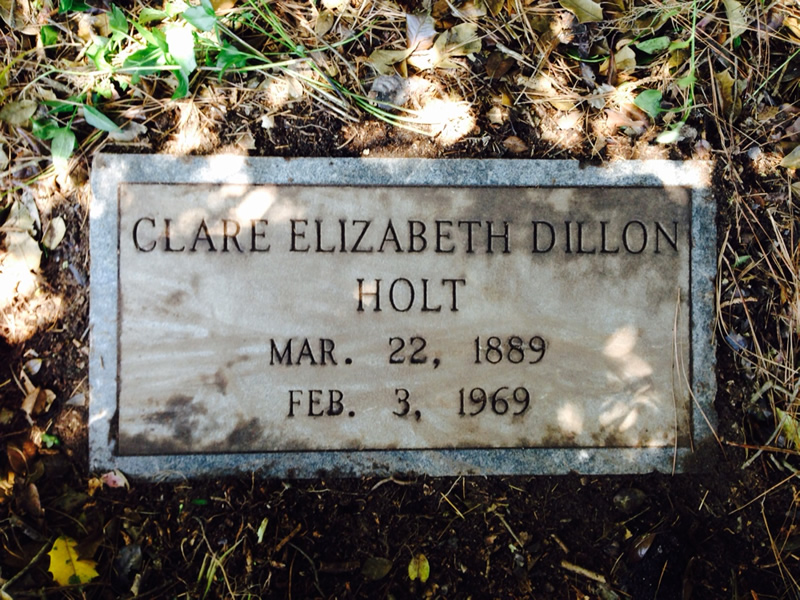 CLARE ELIZABETH DILLON
HOLT
MAR. 22, 1889
FEB. 3, 1969